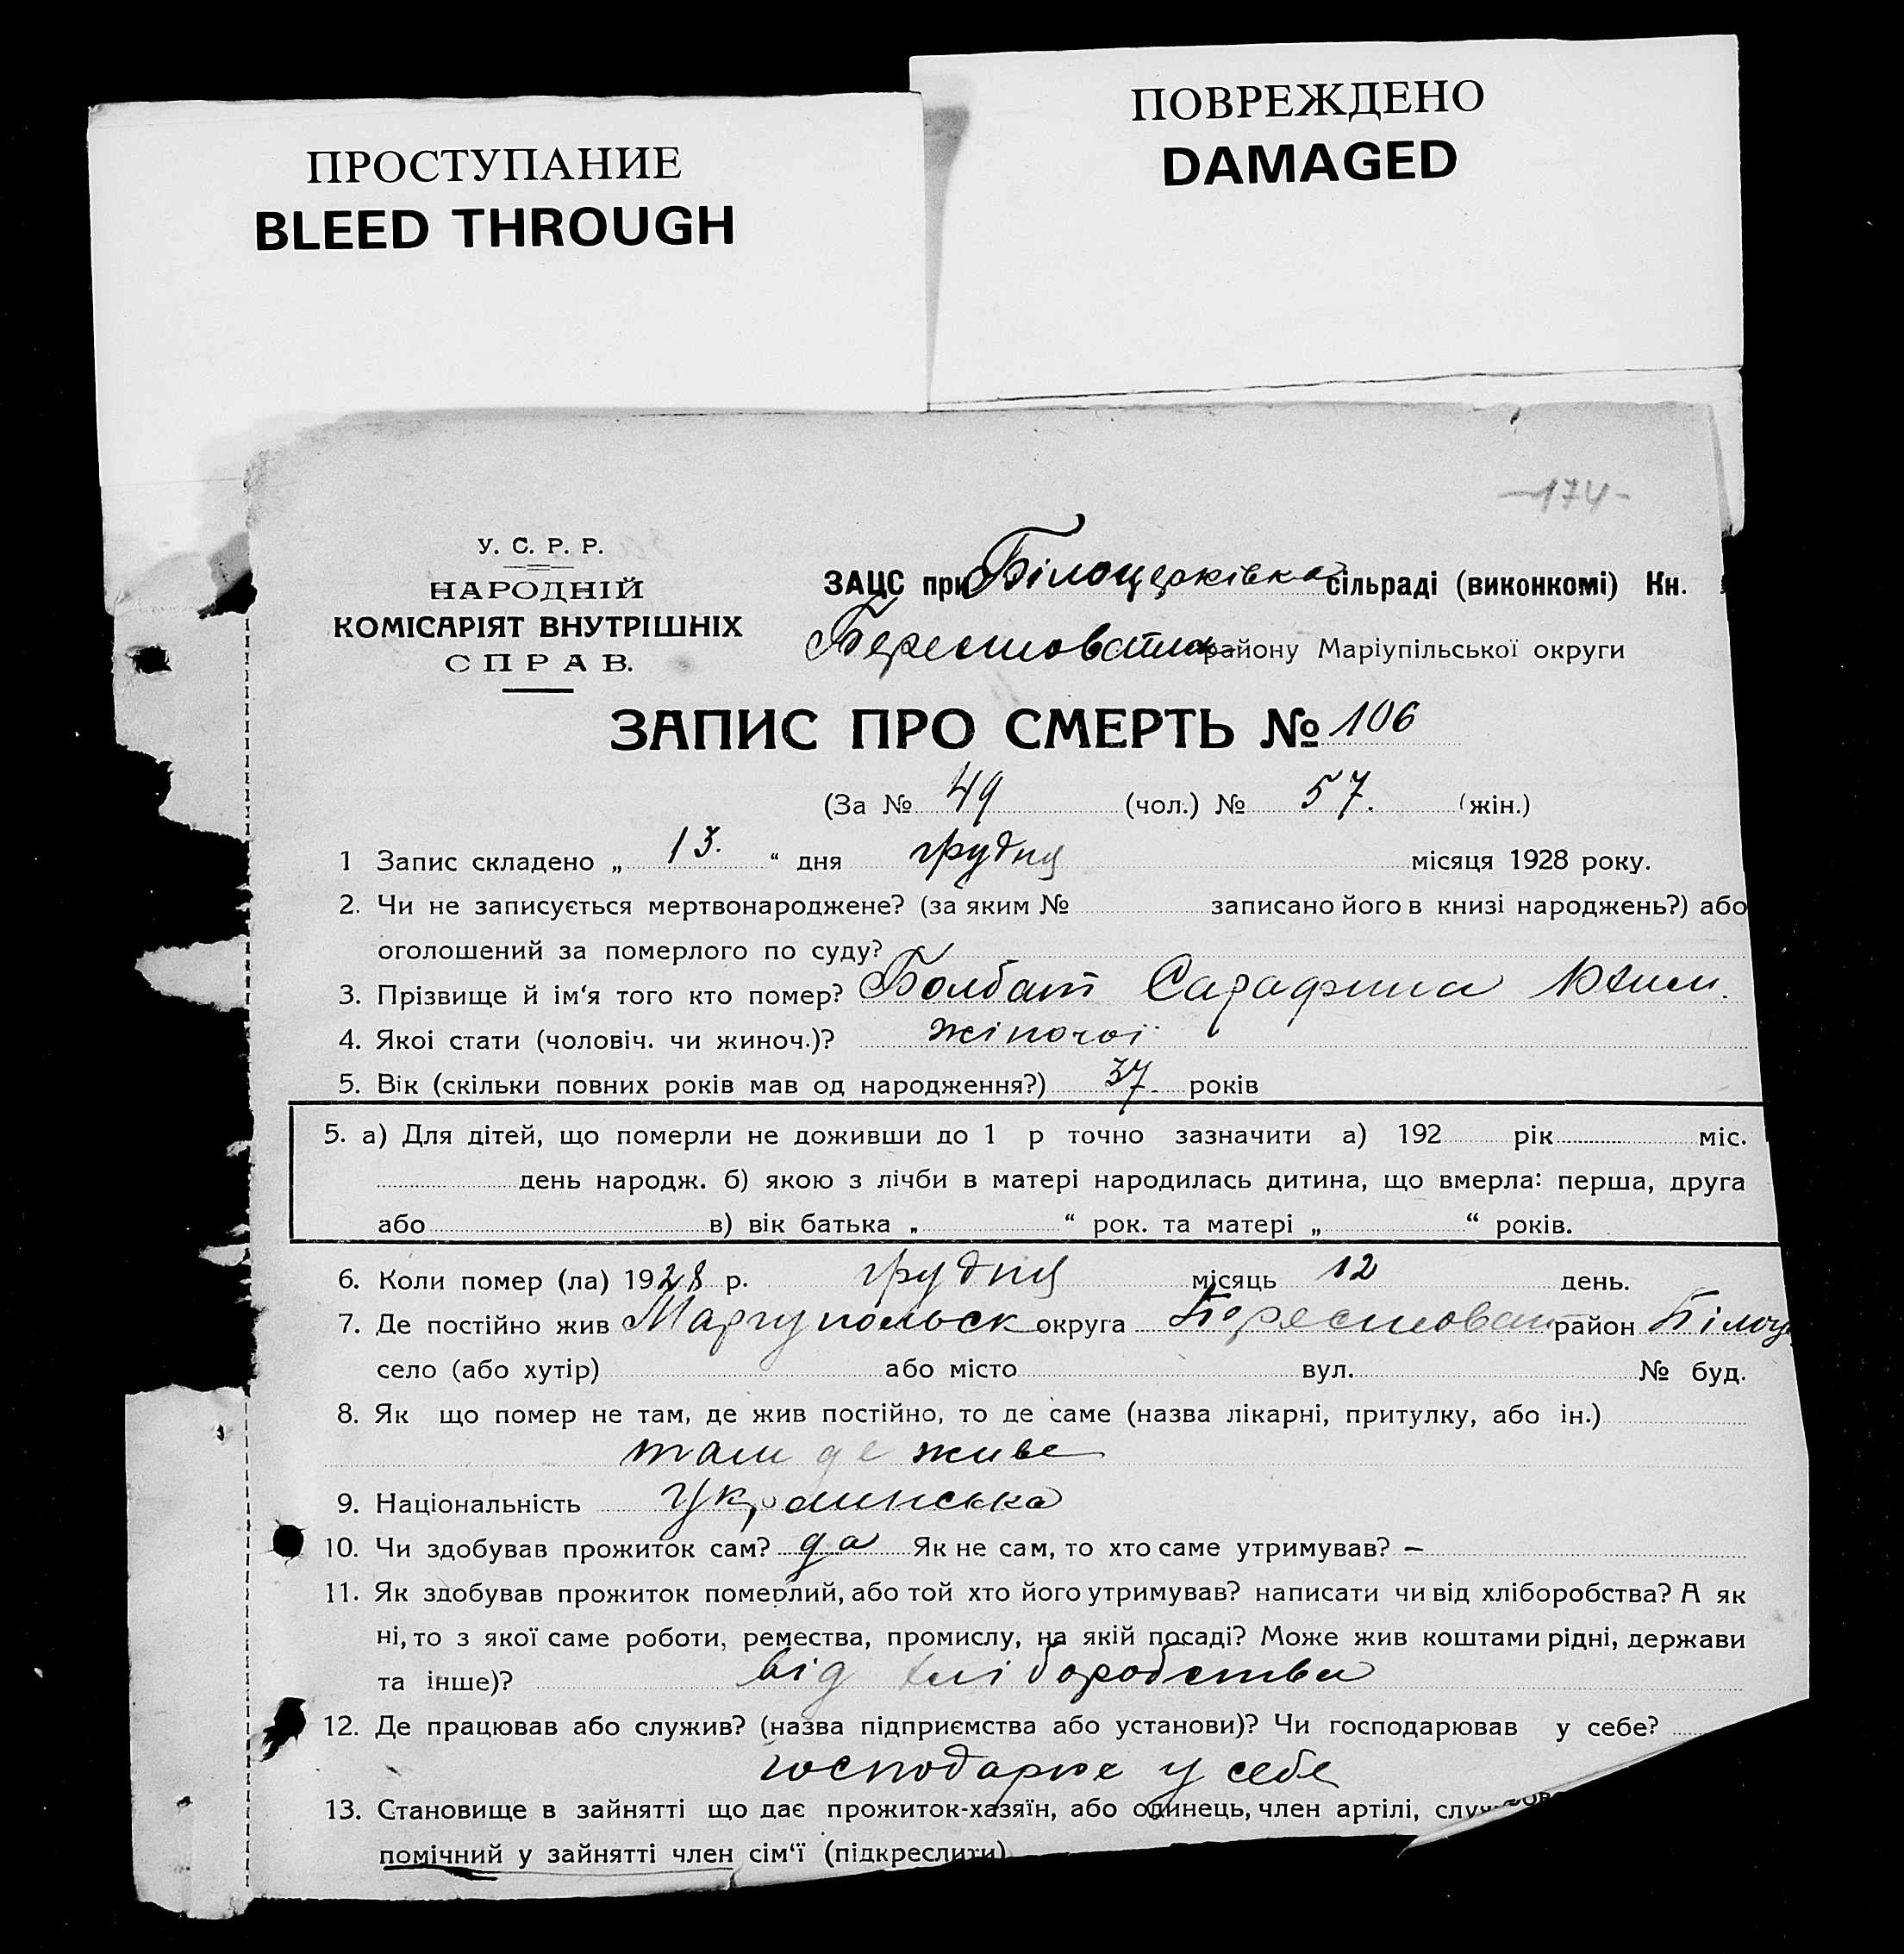 ПРОСТУПАНИЕ
BLEED THROUGH
ПОВРЕЖДЕНО
DAMAGED
-174-
У. С. Р. Р.
НАРОДНІЙ
КОМІСАРІЯТ ВНУТРІШНІХ
СПРАВ.
ЗАЦС при Білоцерківка сільраді (виконкомі) Кн.
Берестоватка району Маріупільської округи
ЗАПИС ПРО СМЕРТЬ № 106
(За № 49 (чол.) № 57. (жін.)
1 Запис складено „ 13. “ дня грудня місяця 1928 року.
2. Чи не записується мертвонароджене? (за яким № записано його в книзі народжень?) або
оголошений за померлого по суду?
3. Прізвище й ім‘я того кто помер? Болбат Сарафина
4. Якоі стати (чоловіч. чи жиноч.)? жіночоі
5. Вік (скільки повних років мав од народження?) 37 років
5. а) Для дітей, що померли не доживши до 1 р точно зазначити а) 192 рік міс.
день народж. б) якою з лічби в матері народилась дитина, що вмерла: перша, друга
або в) вік батька „ “ рок. та матері „ “ років.
6. Коли помер (ла) 1928 р. грудня місяць 12 день.
7. Де постійно жив Маріупольск округа Берестоват район Білоц
село (або хутір) або місто вул. № буд.
8. Як що помер не там, де жив постійно, то де саме (назва лікарні, притулку, або ін.)
там де живе
9. Національність Українська
10. Чи здобував прожиток сам? да Як не сам, то хто саме утримував? –
11. Як здобував прожиток померлий, або той хто його утримував? написати чи від хліборобства? А як
ні, то з якої саме роботи, ремества, промислу, на якій посаді? Може жив коштами рідні, держави
та інше)? від хліборобства
12. Де працював або служив? (назва підприємства або установи)? Чи господарював у себе?
господарює у себе
13. Становище в зайнятті що дає прожиток-хазяїн, або одинець, член артілі,
помічний у зайнятті член сім‘ї (підкреслити)